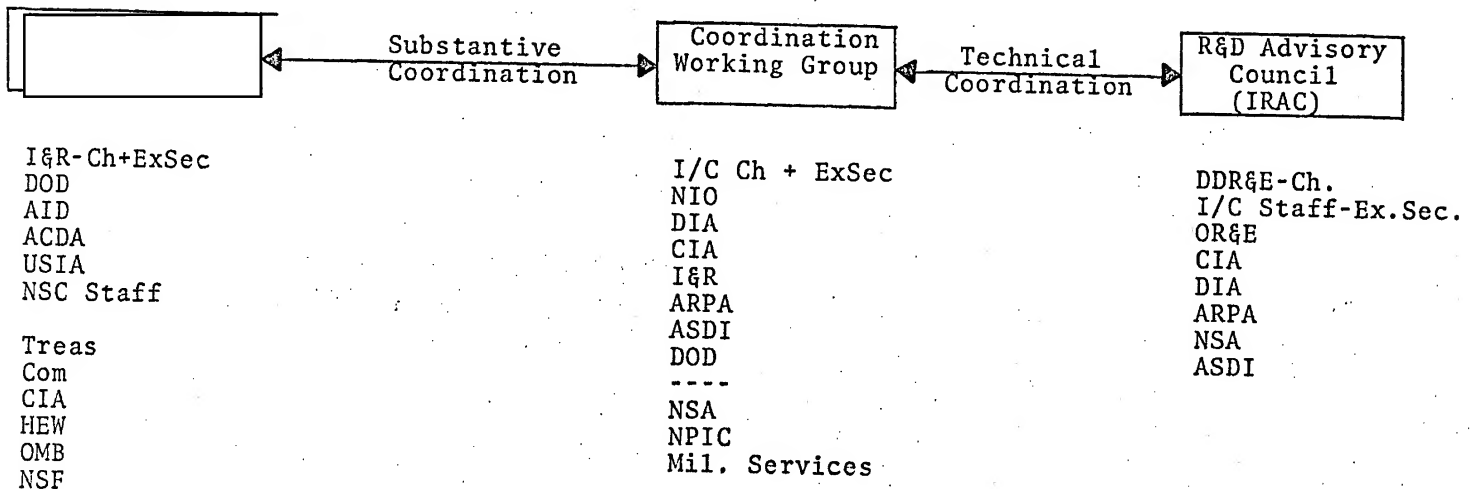 Substantive
Coordination
Coordination
Working Group
Technical
Coordination
R&D Advisory
Council
(IRAC)
I&R-Ch+ExSec
DOD
AID
ACDA
USIA
NSC Staff
Treas
Com
CIA
HEW
OMB
NSF
I/C Ch + ExSec
NIO
DIA
CIA
I&R
ARPA
ASDI
DOD
----
NSA
NPIC
Mil. Services
DDR&E-Ch.
I/C Staff-Ex.Sec.
OR&E
CIA
DIA
ARPA
NSA
ASDI